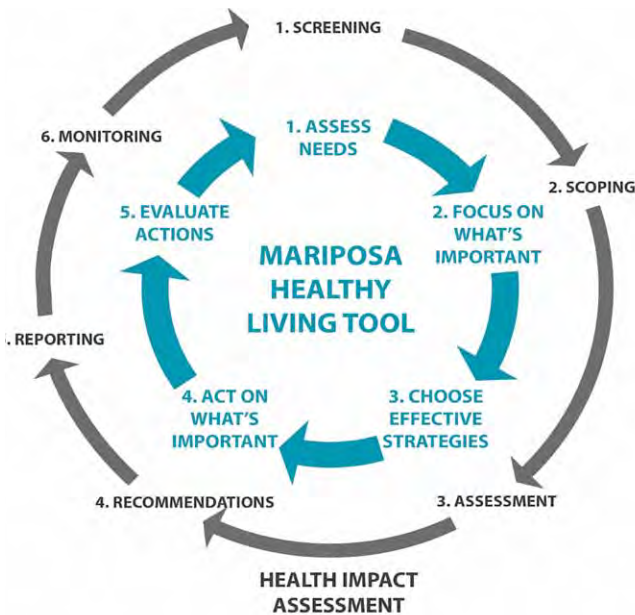 1. SCREENING
2. SCOPING
3. ASSESSMENT
4. RECOMMENDATIONS
. REPORTING
6. MONITORING
1. ASSESS
NEEDS
2. FOCUS ON
WHAT'S
IMPORTANT
3. CHOOSE
EFFECTIVE
STRATEGIES
4. ACT ON
WHAT'S
IMPORTANT
5. EVALUATE
ACTIONS
MARIPOSA
HEALTHY
LIVING TOOL
HEALTH IMPACT
ASSESSMENT